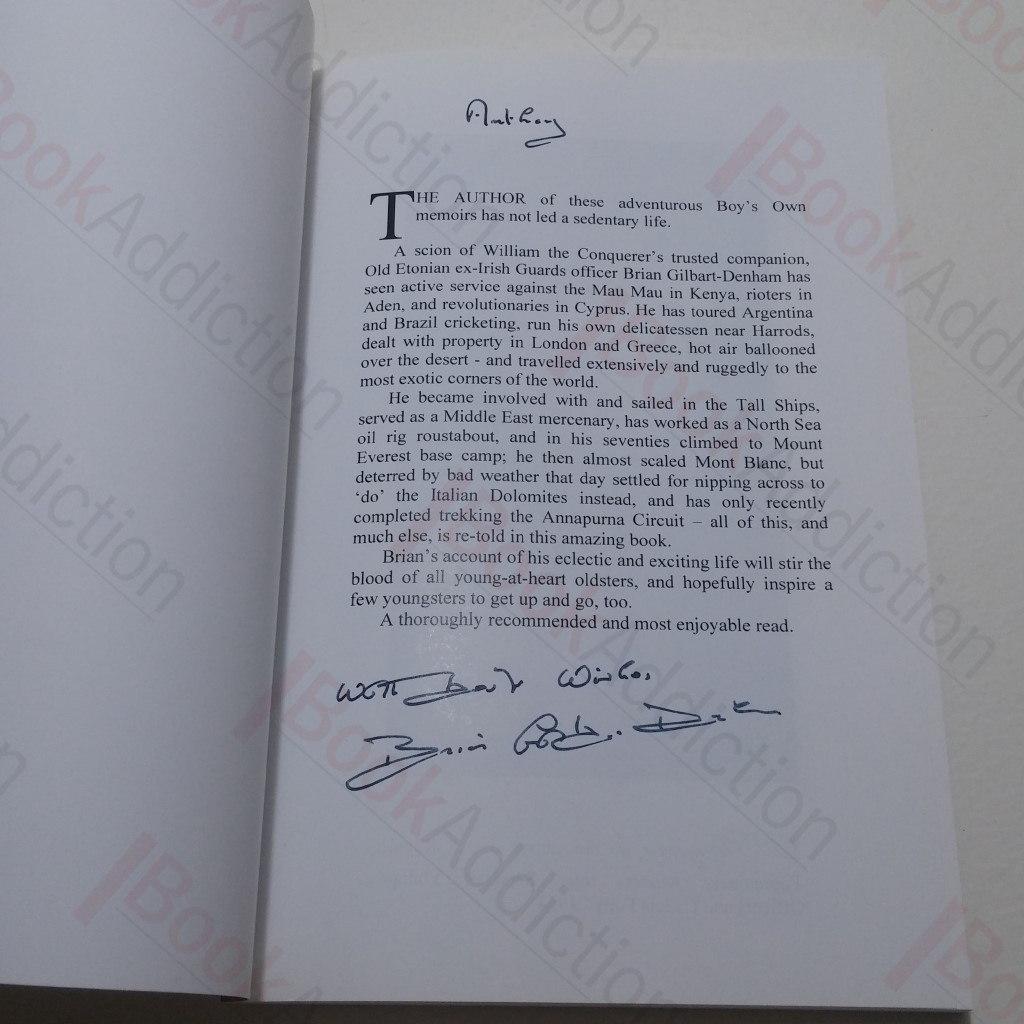 Anthony
THE AUTHOR of these adventurous Boy's Own
memoirs has not led a sedentary life.
A scion of William the Conquerer's trusted companion,
Old Etonian ex-Irish Guards officer Brian Gilbart-Denham has
seen active service against the Mau Mau in Kenya, rioters in
Aden, and revolutionaries in Cyprus. He has toured Argentina
and Brazil cricketing, run his own delicatessen near Harrods,
dealt with property in London and Greece, hot air ballooned
over the desert - and travelled extensively and ruggedly to the
most exotic corners of the world.
He became involved with and sailed in the Tall Ships,
served as a Middle East mercenary, has worked as a North Sea
oil rig roustabout, and in his seventies climbed to Mount
Everest base camp; he then almost scaled Mont Blanc, but
deterred by bad weather that day settled for nipping across to
‘do’ the Italian Dolomites instead, and has only recently
completed trekking the Annapurna Circuit – all of this, and
much else, is re-told in this amazing book.
Brian's account of his eclectic and exciting life will stir the
blood of all young-at-heart oldsters, and hopefully inspire a
few youngsters to get up and go, too.
A thoroughly recommended and most enjoyable read.
With best Wishes,
Brian Gilbart-Denham
BookAddiction